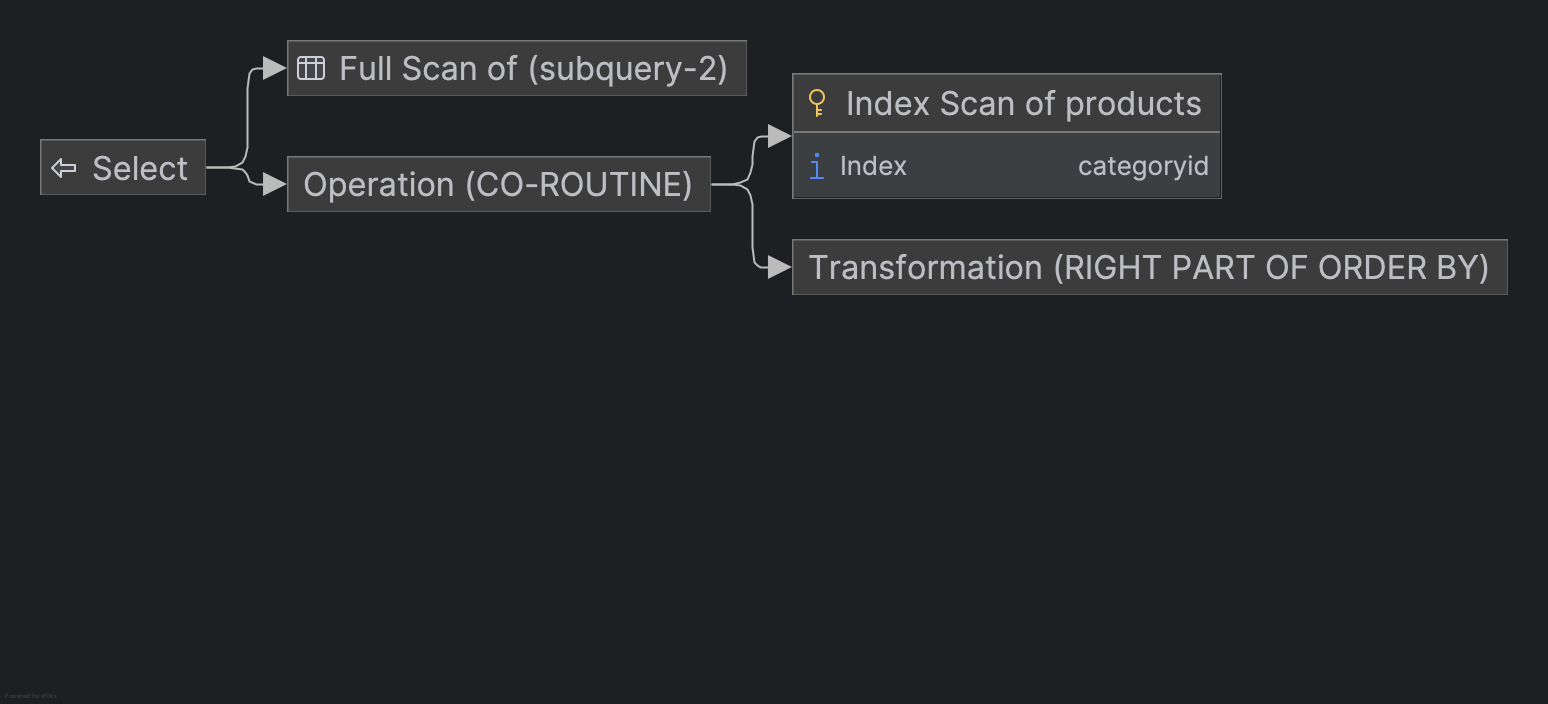 Full Scan of (subquery-2)
Index Scan of products
Select
Index categoryid
Operation (CO-ROUTINE)
Transformation (RIGHT PART OF ORDER BY)
Powered by yFiles